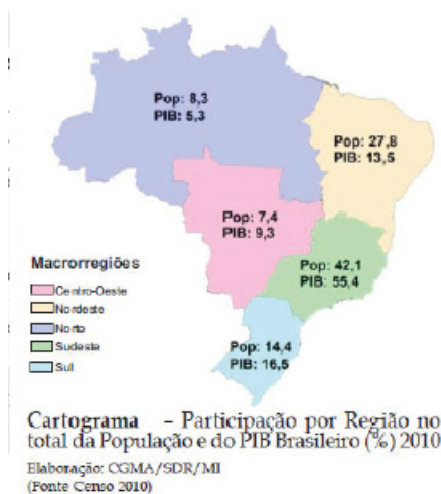 Pop: 8,3
PIB: 5,3
Pop: 27,8
PIB: 13,5
Pop: 7,4
PIB: 9,3
Pop: 42,1
PIB: 55,4
Pop: 14,4
PIB: 16,5
Macrorregiões
Centro-Oeste
Nordeste
Norte
Sudeste
Sul
Cartograma – Participação por Região no
total da População e do PIB Brasileiro (%) 2010
Elaboração: CGMA/SDR/MI
(Fonte Censo 2010)